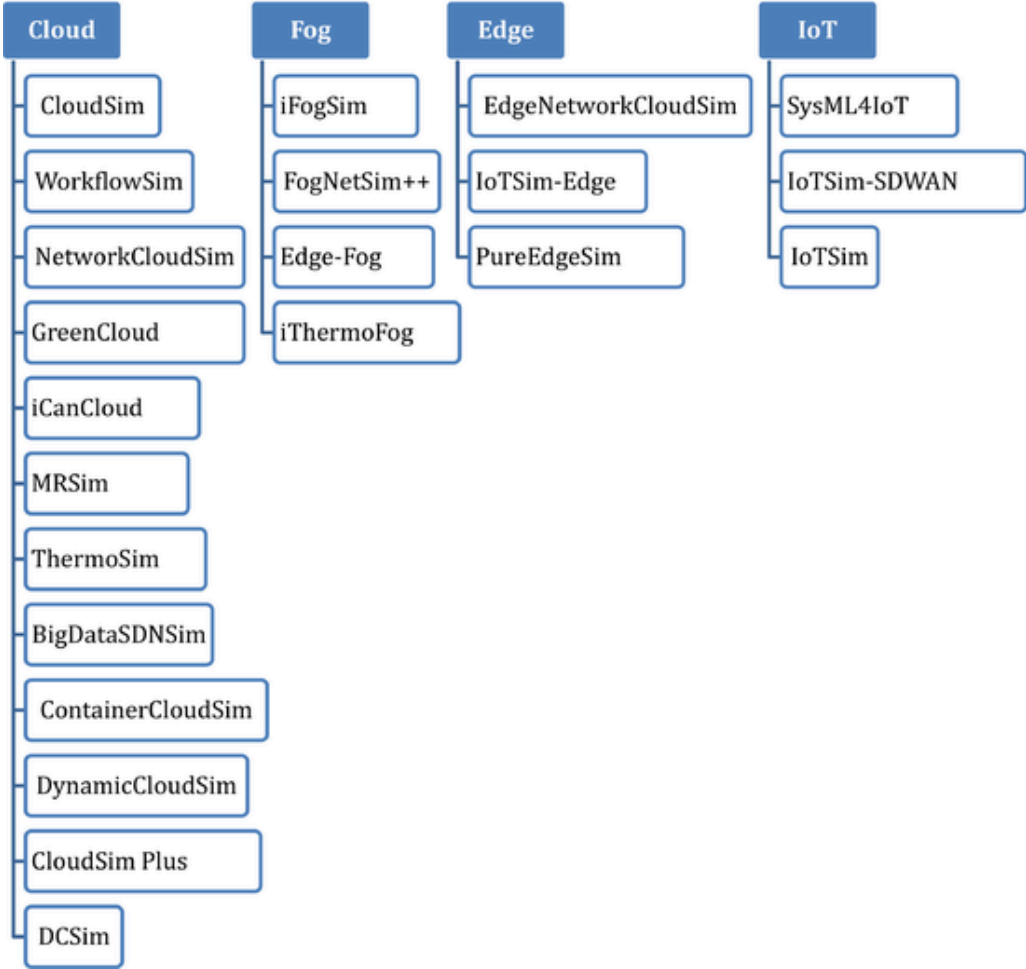 Cloud
CloudSim
WorkflowSim
NetworkCloudSim
GreenCloud
iCanCloud
MRSim
ThermoSim
BigDataSDNSim
ContainerCloudSim
DynamicCloudSim
CloudSim Plus
DCSim
Fog
iFogSim
FogNetSim++
Edge-Fog
iThermoFog
Edge
EdgeNetworkCloudSim
IoTSim-Edge
PureEdgeSim
IoT
SysML4IoT
IoTSim-SDWAN
IoTSim